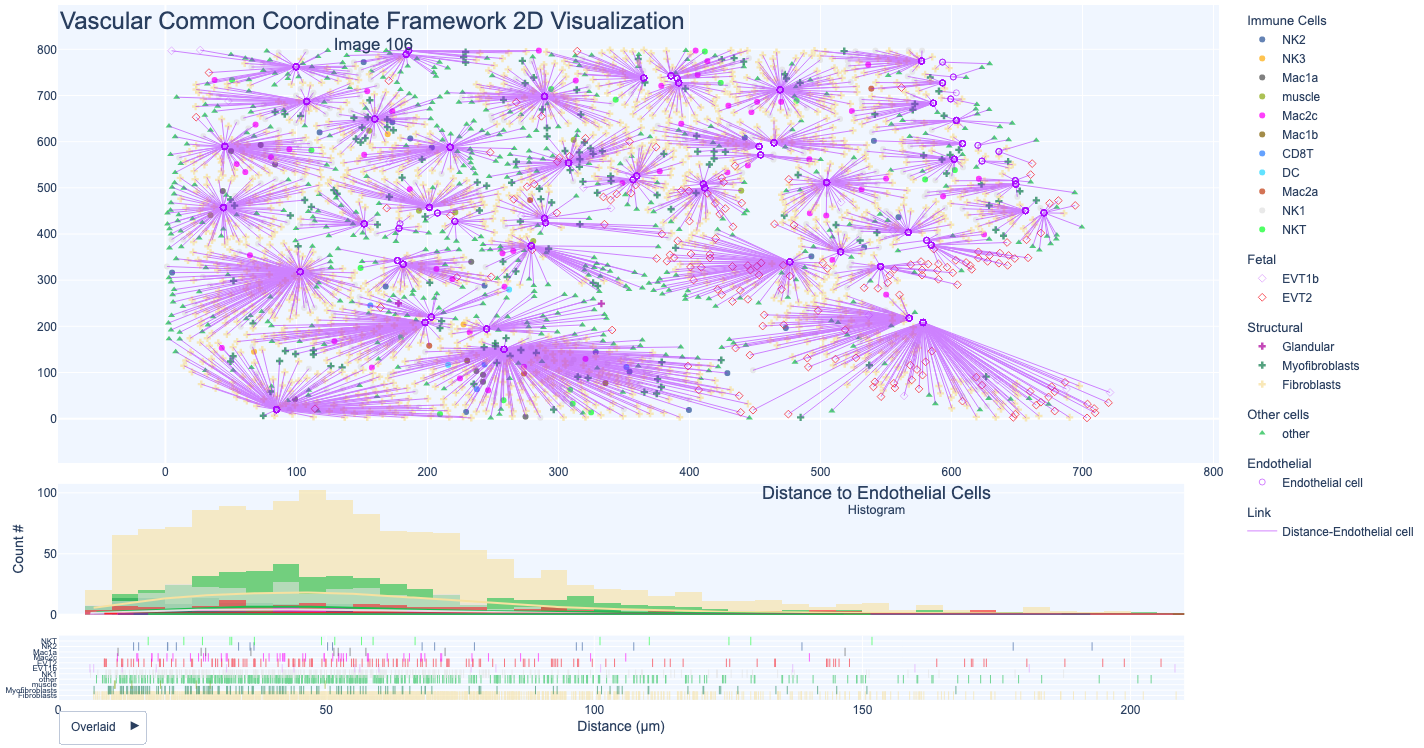 Vascular Common Coordinate Framework 2D Visualization
Image 106
800
700
600
500
400
300
200
100
0
0 100 200 300 400 500 600 700 800
Immune Cells
NK2
NK3
Mac1a
muscle
Mac2c
Mac1b
CD8T
DC
Mac2a
NK1
NKT
Fetal
EVT1b
EVT2
Structural
Glandular
Myofibroblasts
Fibroblasts
Other cells
other
Endothelial
Endothelial cell
Link
Distance-Endothelial cell
Distance to Endothelial Cells
Histogram
Count #
100
50
0
NKT
NK2
Mac1a
Mac2c
EVT2
EVT1b
NK1
other
muscle
Myofibroblasts
Fibroblasts
0 50 100 150 200
Distance (μm)
Overlaid ▶